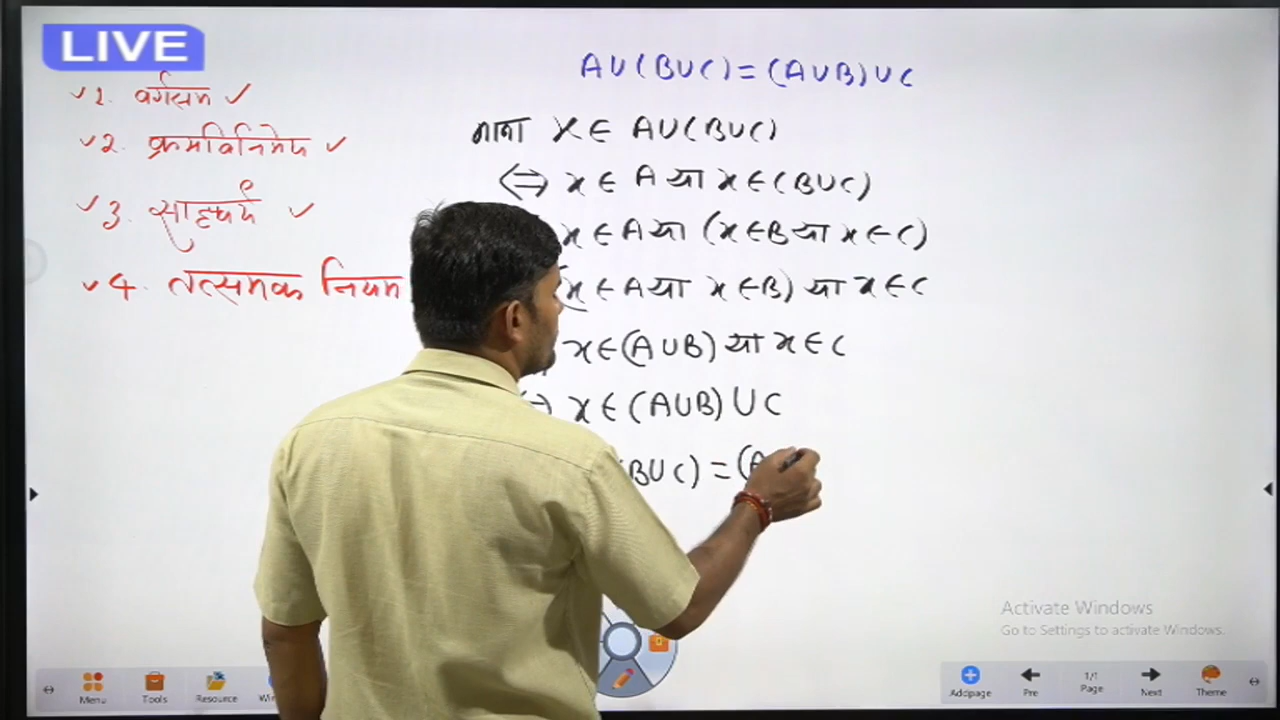 LIVE
A∪(B∪C)=(A∪B)∪C
✓1. वर्गसम ✓
✓2. क्रमविनिमेय ✓
✓3. साहचर्य ✓
✓4. तत्समक नियम
माना x∈ A∪(B∪C)
⇔ x∈ A या x∈(B∪C)
x∈A या (x∈B या x∈C)
(x∈A या x∈B) या x∈C
x∈(A∪B) या x∈C
x∈(A∪B)∪C
B∪C)=(A
Activate Windows
Go to Settings to activate Windows.
Menu Tools Resource Addpage Pre 1/1 Page Next Theme